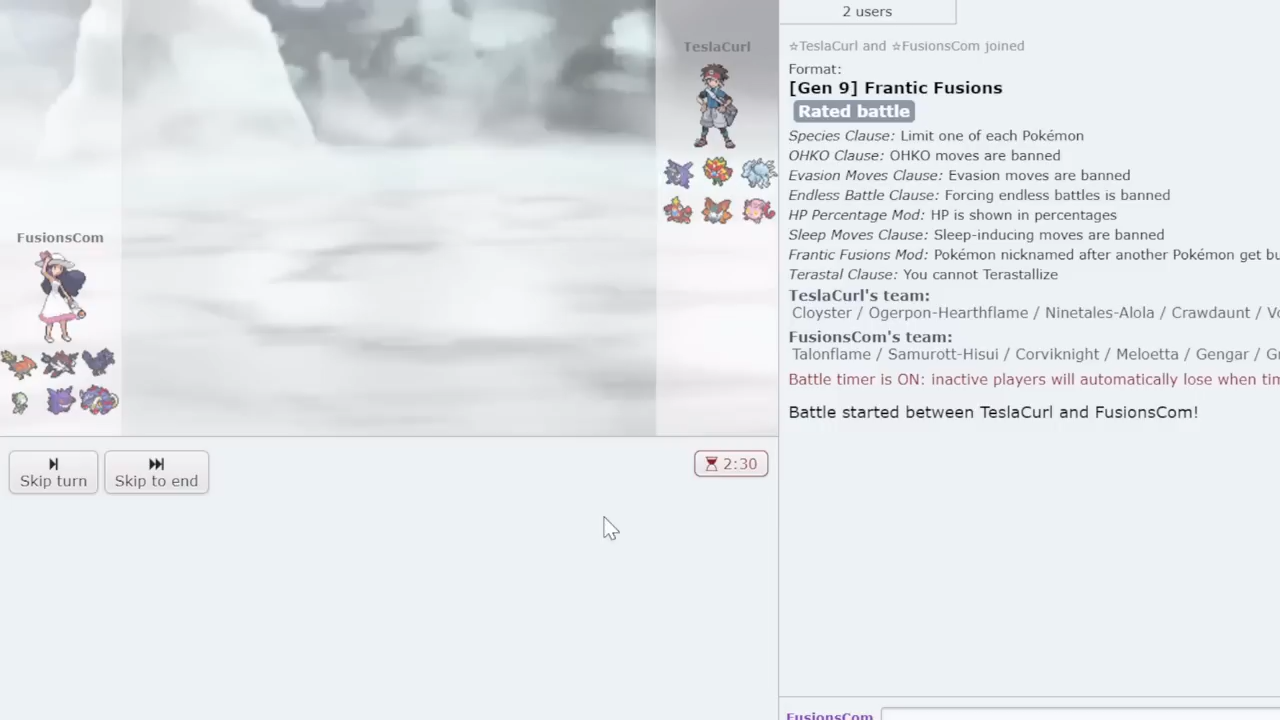 2 users
☆TeslaCurl and ☆FusionsCom joined
Format:
[Gen 9] Frantic Fusions
Rated battle
Species Clause: Limit one of each Pokémon
OHKO Clause: OHKO moves are banned
Evasion Moves Clause: Evasion moves are banned
Endless Battle Clause: Forcing endless battles is banned
HP Percentage Mod: HP is shown in percentages
Sleep Moves Clause: Sleep-inducing moves are banned
Frantic Fusions Mod: Pokémon nicknamed after another Pokémon get
Terastal Clause: You cannot Terastallize
TeslaCurl's team:
Cloyster / Ogerpon-Hearthflame / Ninetales-Alola / Crawdaunt /
FusionsCom's team:
Talonflame / Samurott-Hisui / Corviknight / Meloetta / Gengar /
Battle timer is ON: inactive players will automatically lose when
Battle started between TeslaCurl and FusionsCom!
TeslaCurl
FusionsCom
Skip turn
Skip to end
2:30
FusionsCom